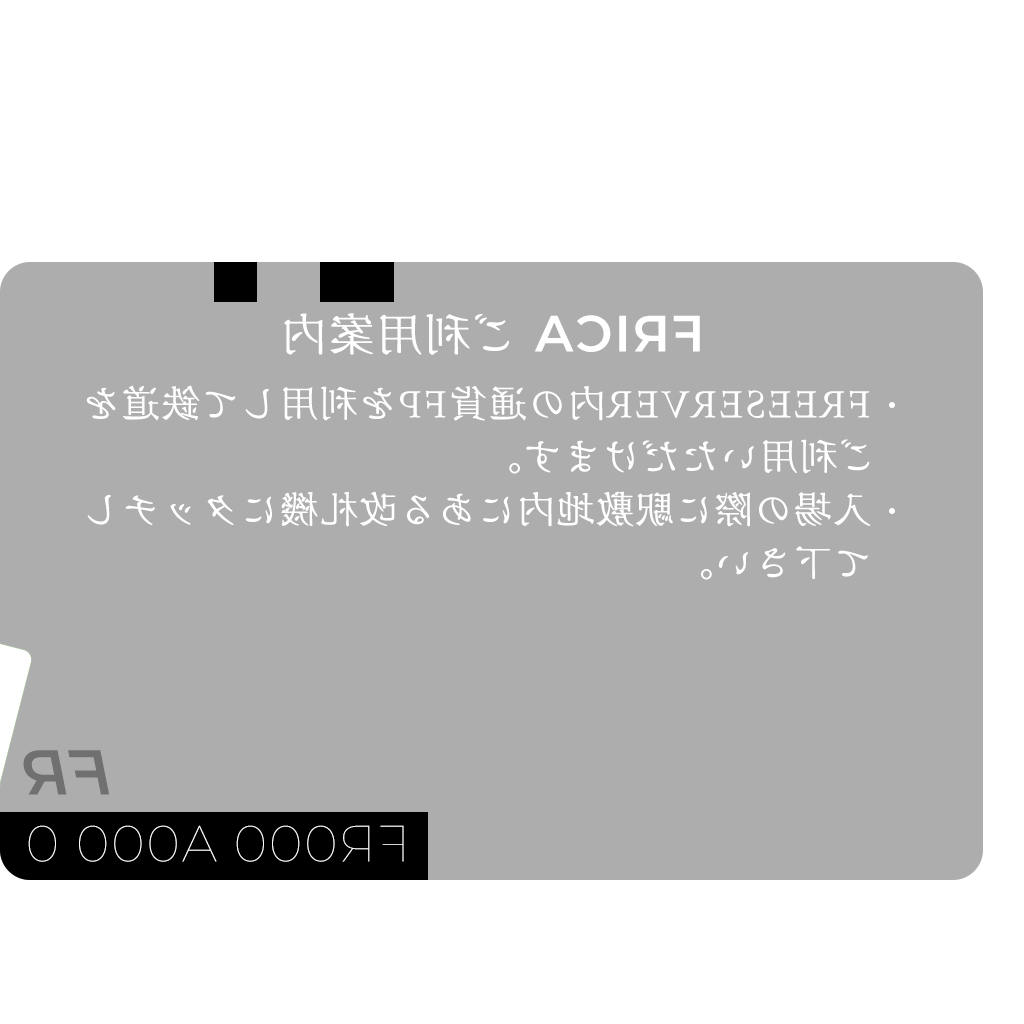 FRICA ご利用案内
・FREESERVER内の通貨FPを利用して鉄道を
ご利用いただけます。
・入場の際に駅敷地内にある改札機にタッチし
て下さい。
FR
FR000 A000 0